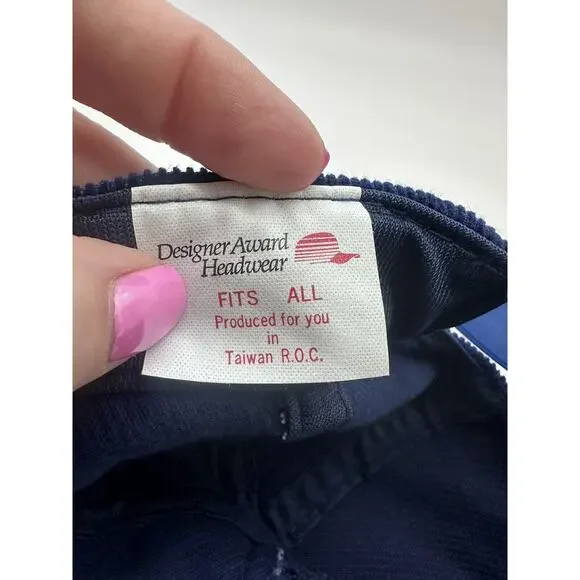 Designer Award
Headwear
FITS ALL
Produced for you
in
Taiwan R.O.C.